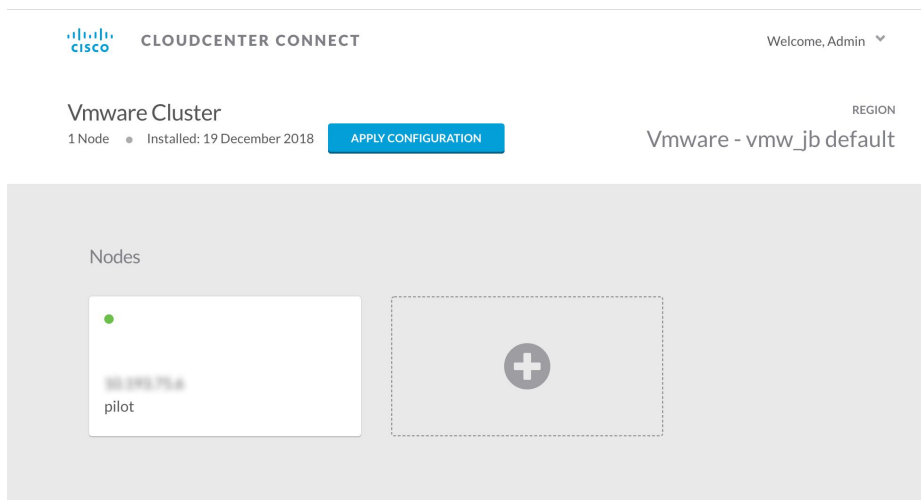 CISCO CLOUDCENTER CONNECT
Welcome, Admin
Vmware Cluster
1 Node Installed: 19 December 2018 APPLY CONFIGURATION
REGION
Vmware - vmw_jb default
Nodes
pilot